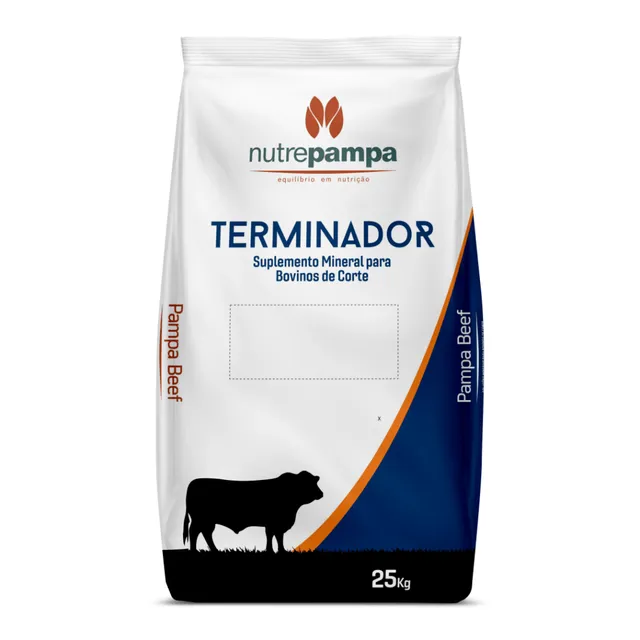 nutrepampa
equilíbrio em nutrição
TERMINADOR
Suplemento Mineral para
Bovinos de Corte
Pampa Beef
Pampa Beef
x
25Kg